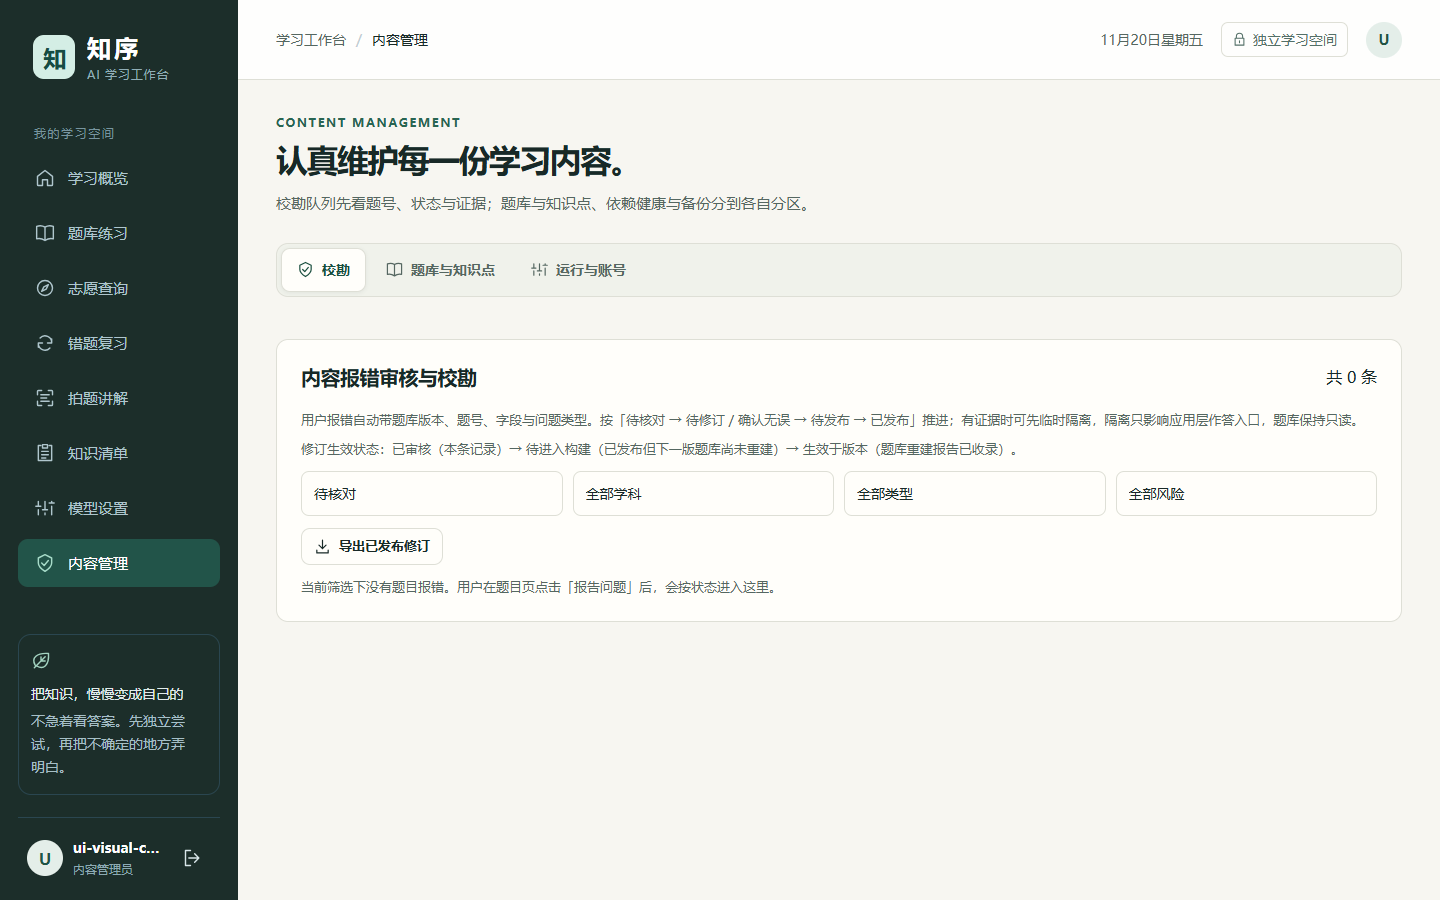 知
知序
AI 学习工作台
我的学习空间
学习概览
题库练习
志愿查询
错题复习
拍题讲解
知识清单
模型设置
内容管理
把知识，慢慢变成自己的
不急着看答案。先独立尝
试，再把不确定的地方弄
明白。
U
ui-visual-c...
内容管理员
学习工作台 / 内容管理
11月20日星期五
独立学习空间
U
CONTENT MANAGEMENT
认真维护每一份学习内容。
校勘队列先看题号、状态与证据；题库与知识点、依赖健康与备份分到各自分区。
校勘
题库与知识点
运行与账号
内容报错审核与校勘
共 0 条
用户报错自动带题库版本、题号、字段与问题类型。按「待核对 → 待修订 / 确认无误 → 待发布 → 已发布」推进；有证据时可先临时隔离，隔离只影响应用层作答入口，题库保持只读。
修订生效状态：已审核（本条记录）→ 待进入构建（已发布但下一版题库尚未重建）→ 生效于版本（题库重建报告已收录）。
待核对
全部学科
全部类型
全部风险
导出已发布修订
当前筛选下没有题目报错。用户在题目页点击「报告问题」后，会按状态进入这里。